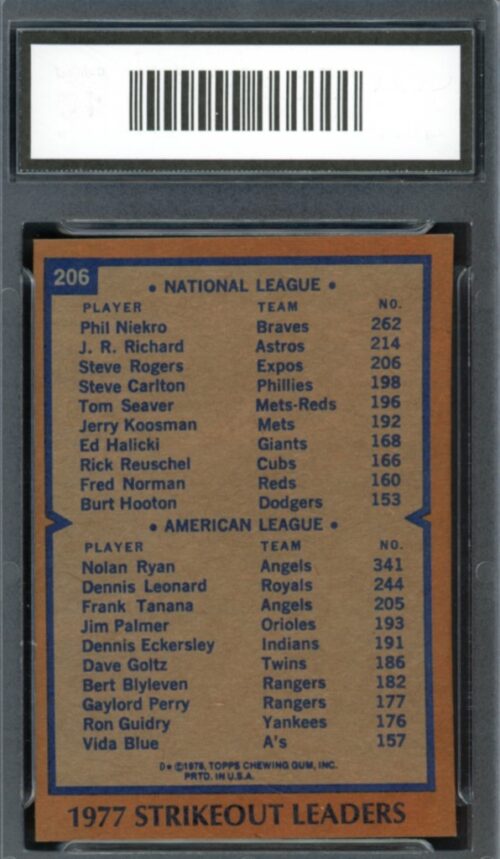 206
• NATIONAL LEAGUE •
PLAYER TEAM NO.
Phil Niekro Braves 262
J. R. Richard Astros 214
Steve Rogers Expos 206
Steve Carlton Phillies 198
Tom Seaver Mets-Reds 196
Jerry Koosman Mets 192
Ed Halicki Giants 168
Rick Reuschel Cubs 166
Fred Norman Reds 160
Burt Hooton Dodgers 153
• AMERICAN LEAGUE •
PLAYER TEAM NO.
Nolan Ryan Angels 341
Dennis Leonard Royals 244
Frank Tanana Angels 205
Jim Palmer Orioles 193
Dennis Eckersley Indians 191
Dave Goltz Twins 186
Bert Blyleven Rangers 182
Gaylord Perry Rangers 177
Ron Guidry Yankees 176
Vida Blue A's 157
D* ©1978, TOPPS CHEWING GUM, INC.
PRTD. IN U.S.A.
1977 STRIKEOUT LEADERS